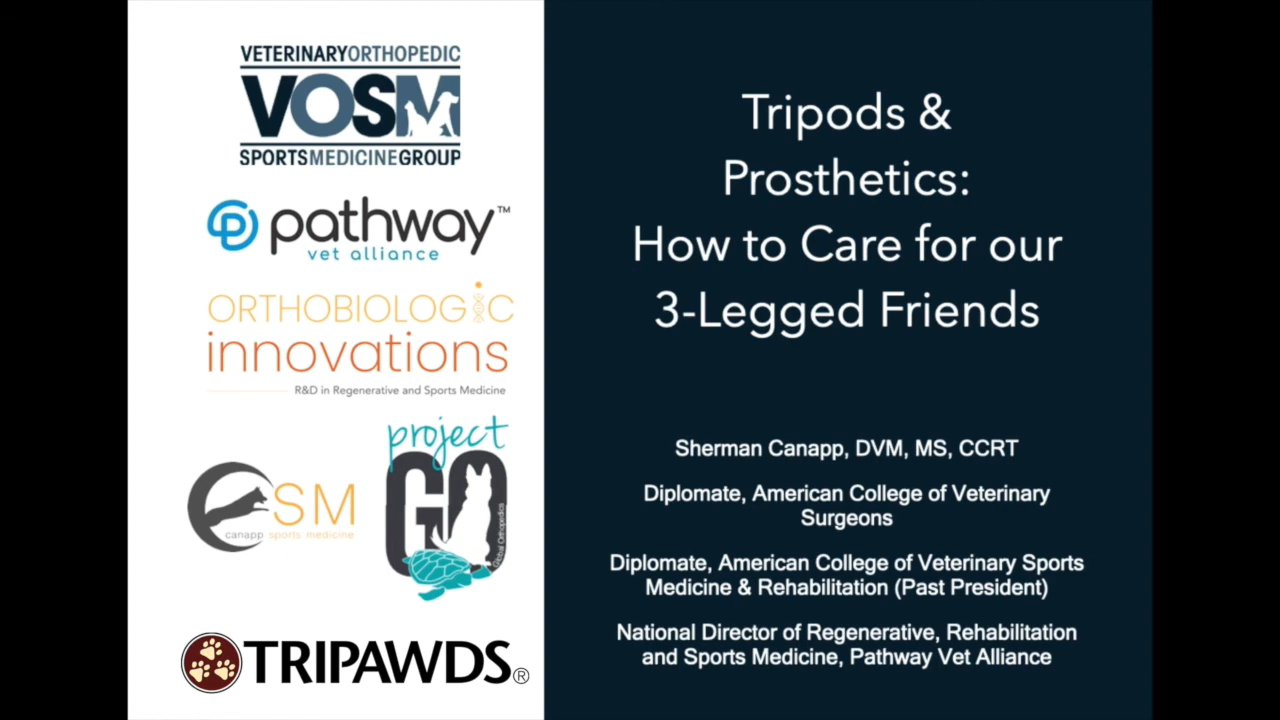 VETERINARYORTHOPEDIC
VOSM
SPORTSMEDICINEGROUP
pathway™
vet alliance
ORTHOBIOLOGiC
innovations
R&D in Regenerative and Sports Medicine
project
GO
Global Orthopedics
CSM
canapp sports medicine
TRIPAWDS®
Tripods &
Prosthetics:
How to Care for our
3-Legged Friends
Sherman Canapp, DVM, MS, CCRT
Diplomate, American College of Veterinary
Surgeons
Diplomate, American College of Veterinary Sports
Medicine & Rehabilitation (Past President)
National Director of Regenerative, Rehabilitation
and Sports Medicine, Pathway Vet Alliance